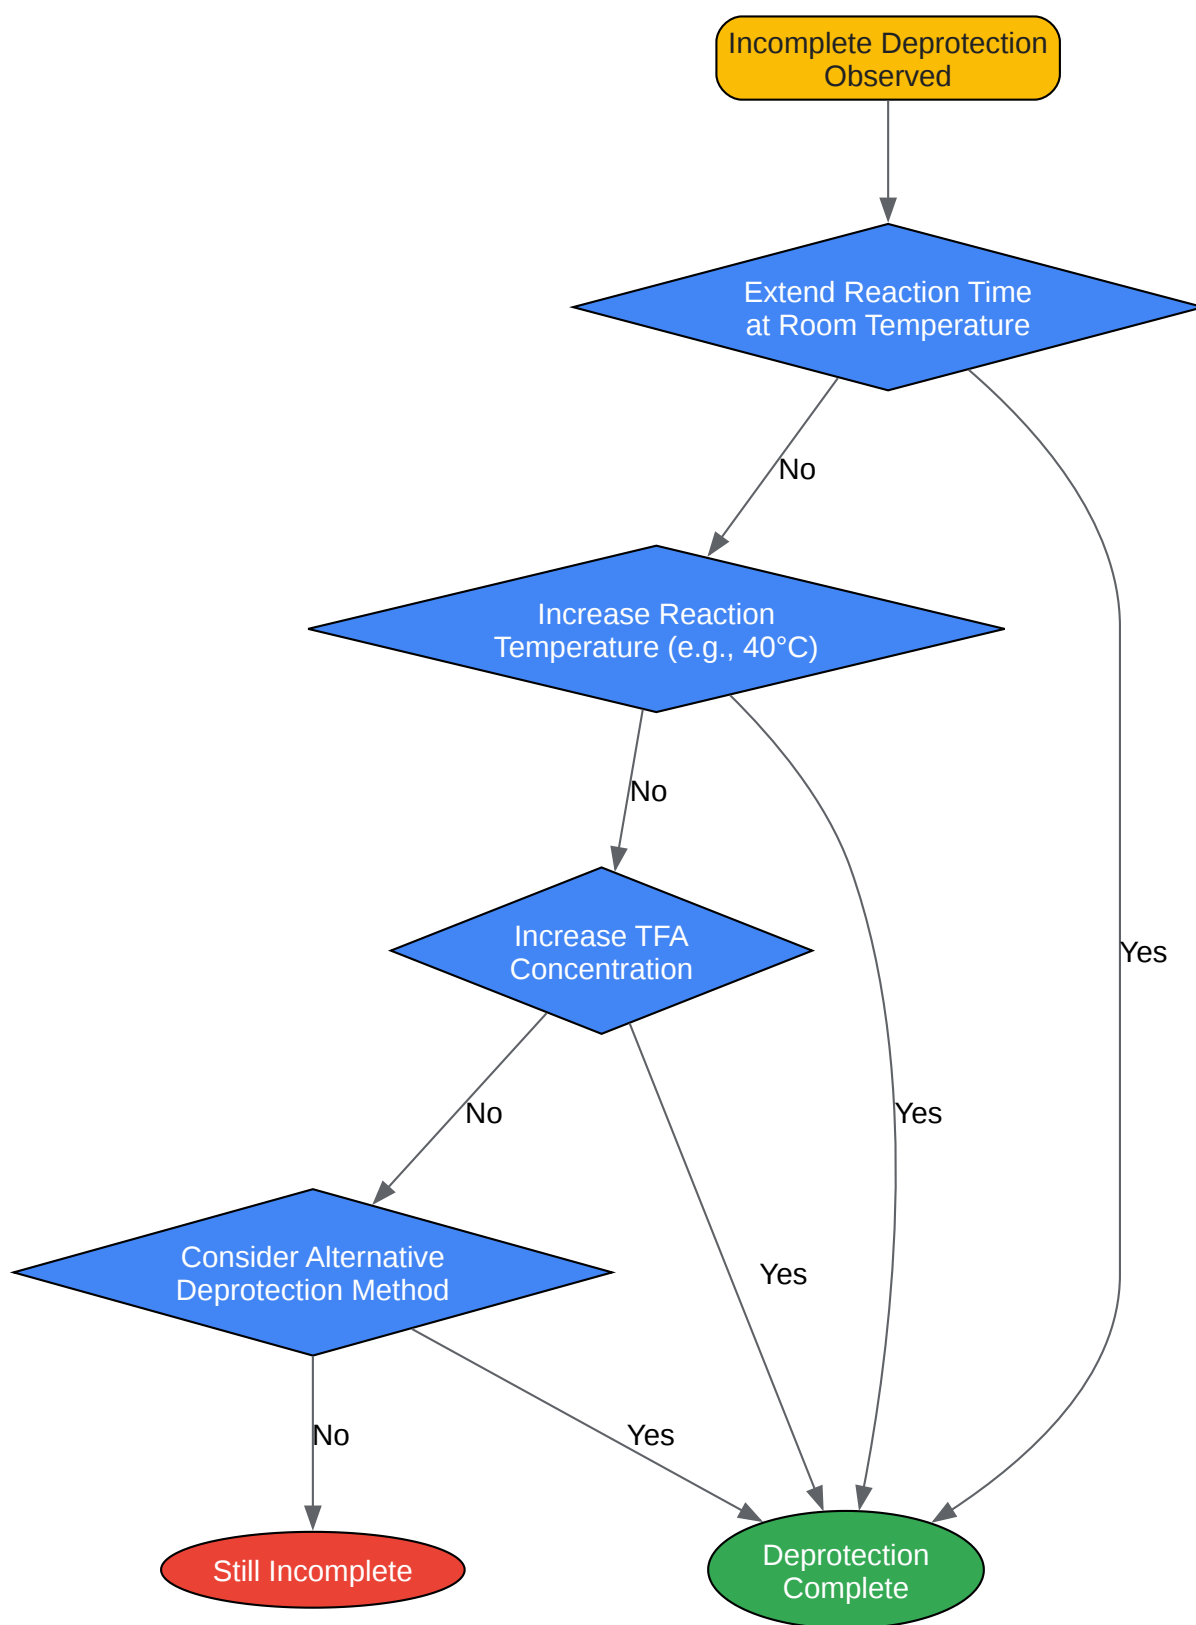 Incomplete Deprotection
Observed
Extend Reaction Time
at Room Temperature
No
Increase Reaction
Temperature (e.g., 40°C)
No
Increase TFA
Concentration
Yes
No
Yes
Consider Alternative
Deprotection Method
Yes
No
Yes
Still Incomplete
Deprotection
Complete